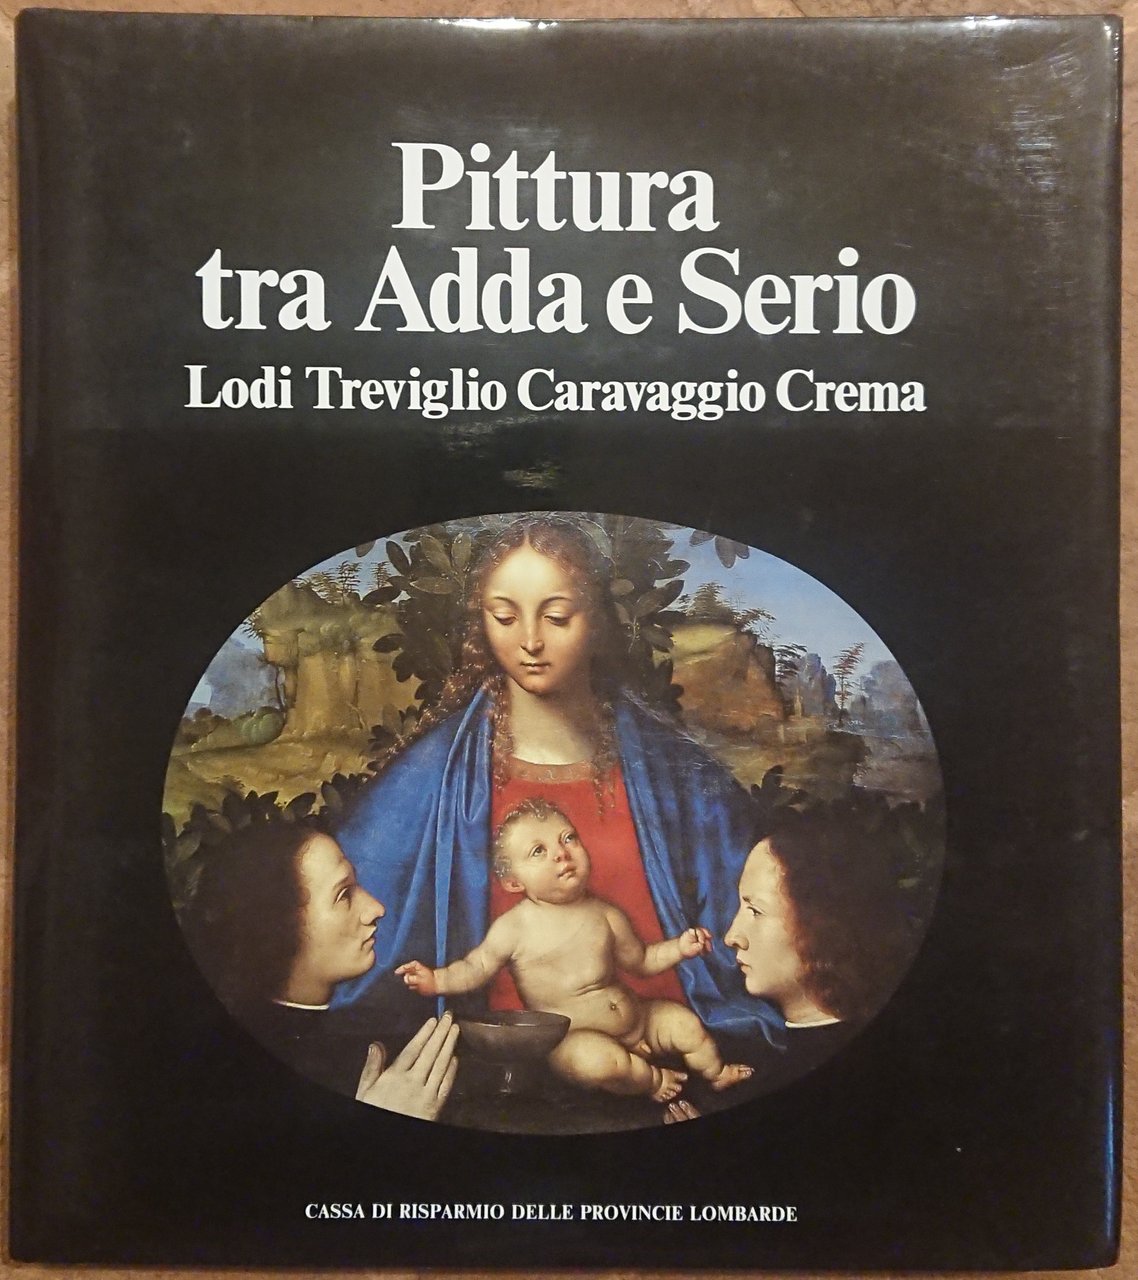 Pittura
tra Adda e Serio
Lodi Treviglio Caravaggio Crema
CASSA DI RISPARMIO DELLE PROVINCIE LOMBARDE